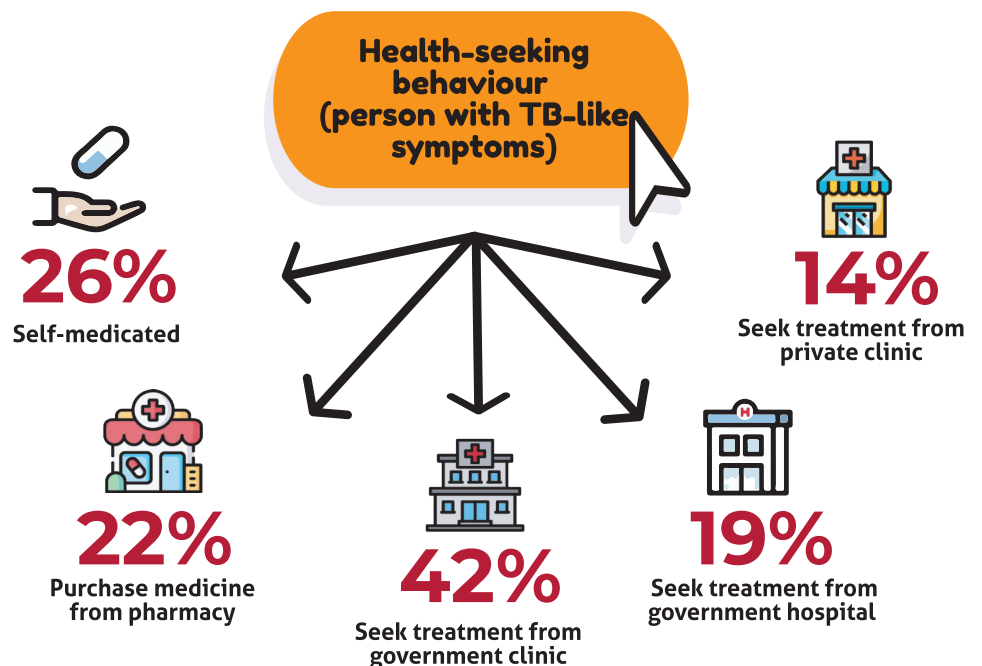 Health-seeking
behaviour
(person with TB-like
symptoms)
26%
Self-medicated
14%
Seek treatment from
private clinic
22%
Purchase medicine
from pharmacy
42%
Seek treatment from
government clinic
H
19%
Seek treatment from
government hospital